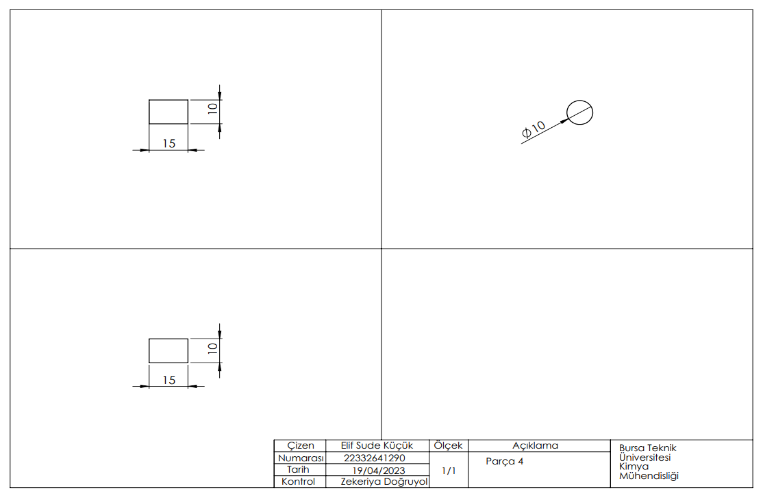 10
15
Ø10
10
15
Çizen Elif Sude Küçük Ölçek Açıklama
Numarası 22332641290 1/1 Parça 4
Tarih 19/04/2023
Kontrol Zekeriya Doğruyol
Bursa Teknik
Üniversitesi
Kimya
Mühendisliği